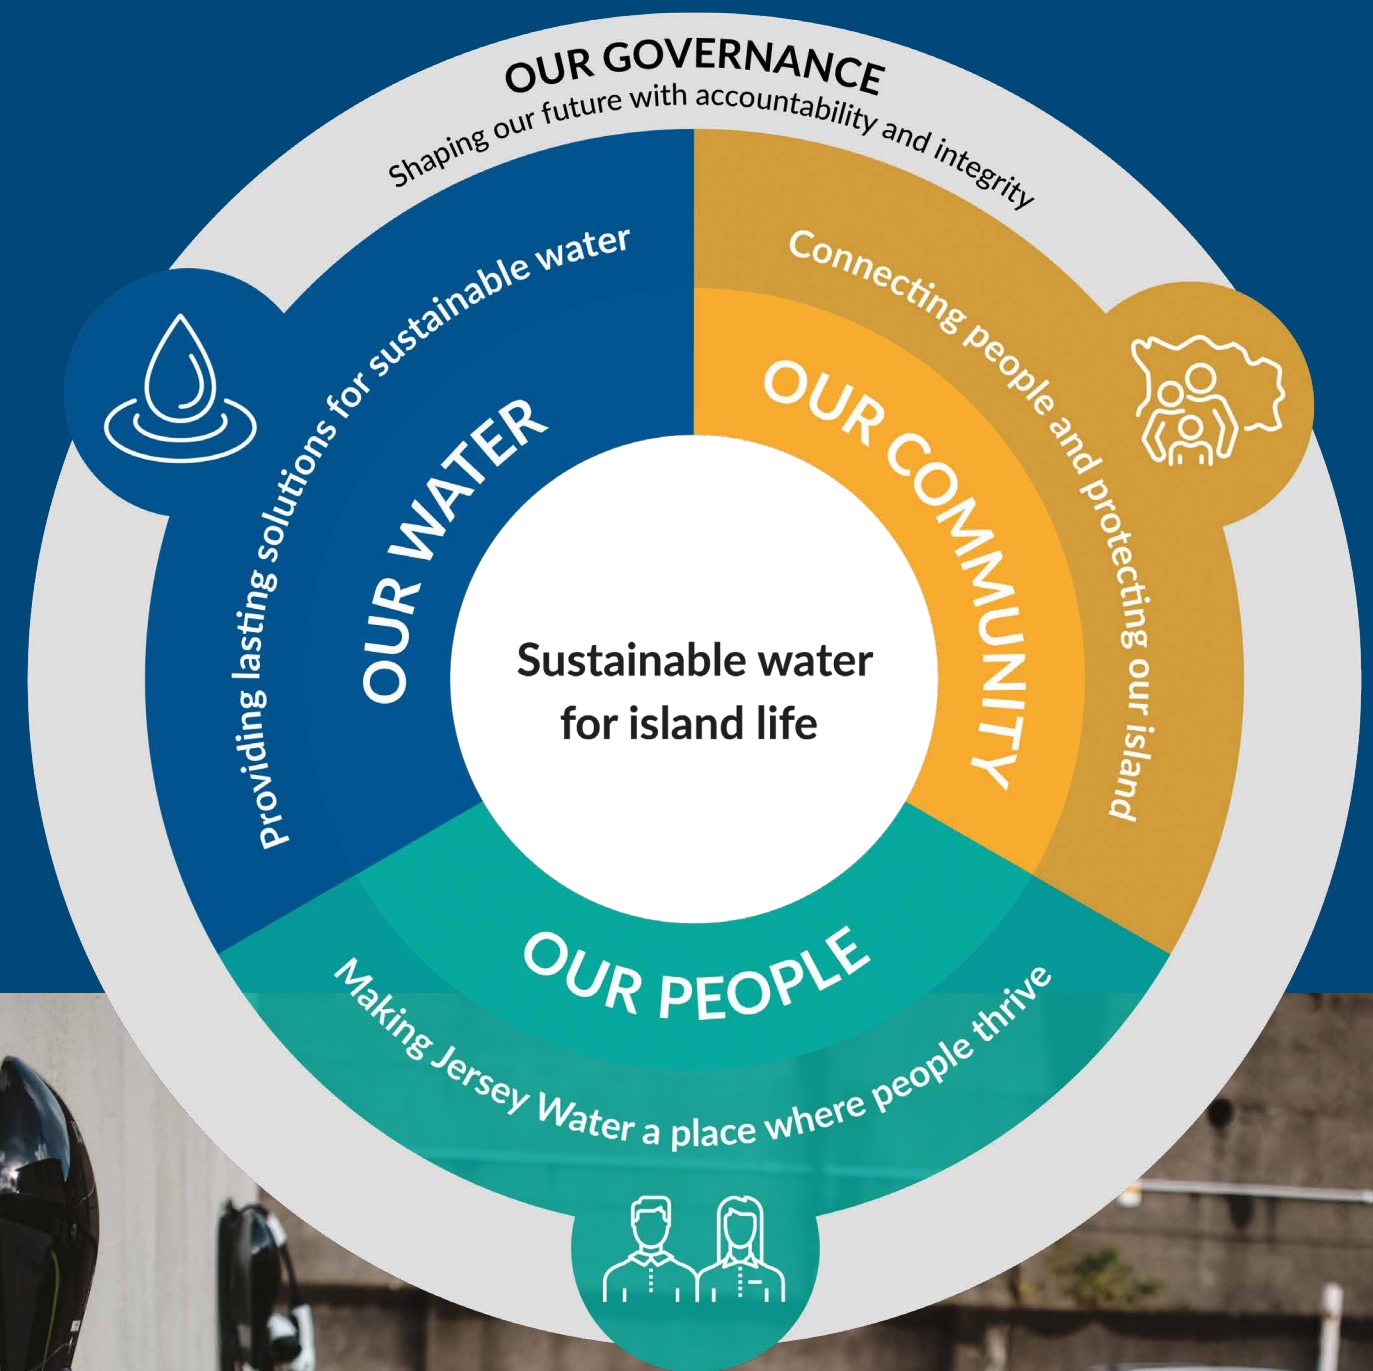 OUR GOVERNANCE
Shaping our future with accountability and integrity
Providing lasting solutions for sustainable water
OUR WATER
Connecting people and protecting our island
OUR COMMUNITY
Sustainable water
for island life
OUR PEOPLE
Making Jersey Water a place where people thrive